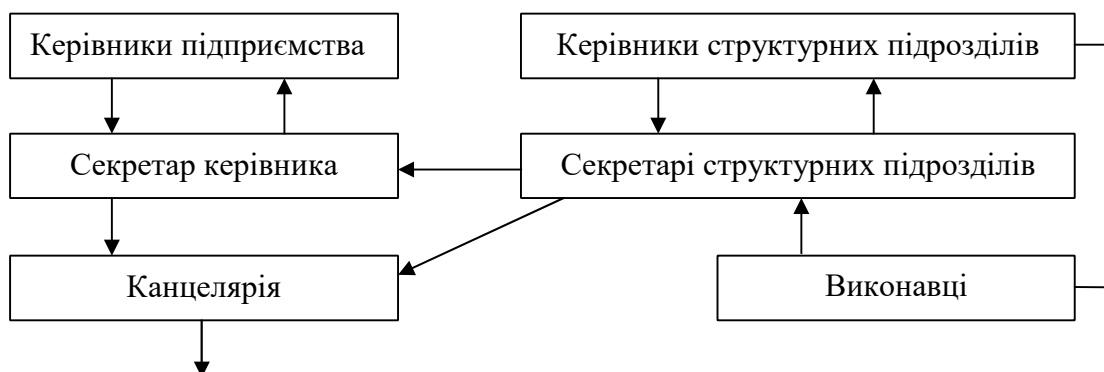 Керівники підприємства
Керівники структурних підрозділів
Секретар керівника
Секретарі структурних підрозділів
Канцелярія
Виконавці